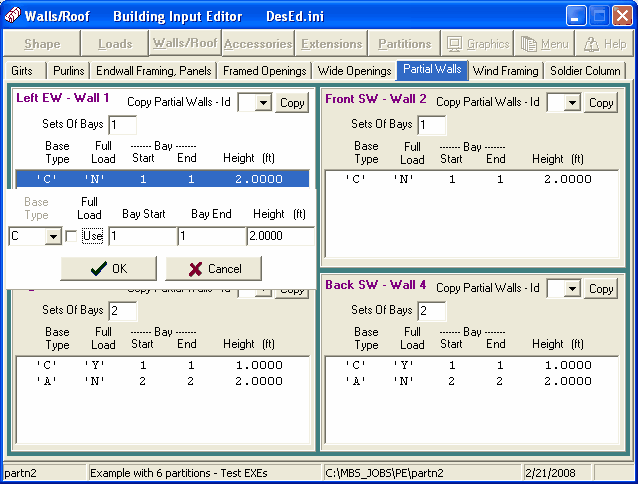 Walls/Roof Building Input Editor DesEd.ini
Shape Loads Walls/Roof Accessories Extensions Partitions Graphics Menu Help
Girts Purlins Endwall Framing, Panels Framed Openings Wide Openings Partial Walls Wind Framing Soldier Column
Left EW - Wall 1 Copy Partial Walls - Id Copy
Sets Of Bays 1
Base Full ------- Bay -------
Type Load Start End Height (ft)
'C' 'N' 1 1 2.0000
Base Full
Type Load Bay Start Bay End Height (ft)
C Use 1 1 2.0000
OK Cancel
Sets Of Bays 2
Base Full ------- Bay -------
Type Load Start End Height (ft)
'C' 'Y' 1 1 1.0000
'A' 'N' 2 2 2.0000
Front SW - Wall 2 Copy Partial Walls - Id Copy
Sets Of Bays 1
Base Full ------- Bay -------
Type Load Start End Height (ft)
'C' 'N' 1 1 2.0000
Back SW - Wall 4 Copy Partial Walls - Id Copy
Sets Of Bays 2
Base Full ------- Bay -------
Type Load Start End Height (ft)
'C' 'Y' 1 1 1.0000
'A' 'N' 2 2 2.0000
partn2 Example with 6 partitions - Test EXEs C:\MBS_JOBS\PE\partn2 2/21/2008